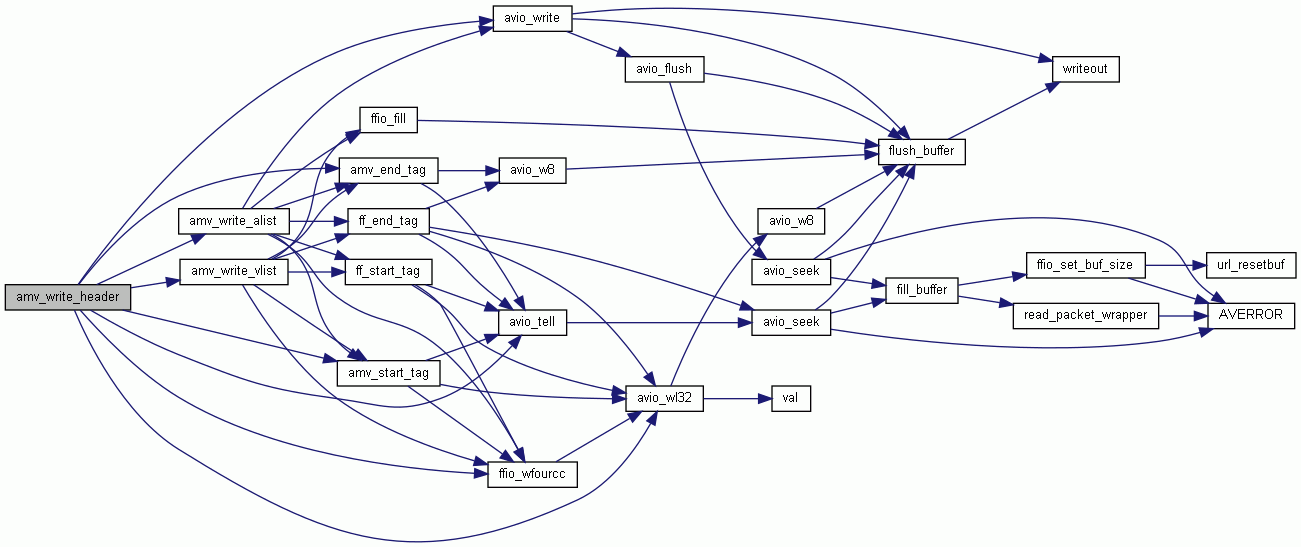 avio_write
avio_flush
writeout
ffio_fill
flush_buffer
amv_end_tag
avio_w8
amv_write_alist
ff_end_tag
avio_w8
amv_write_vlist
ff_start_tag
avio_seek
ffio_set_buf_size
url_resetbuf
amv_write_header
fill_buffer
avio_tell
avio_seek
read_packet_wrapper
AVERROR
amv_start_tag
avio_wl32
val
ffio_wfourcc